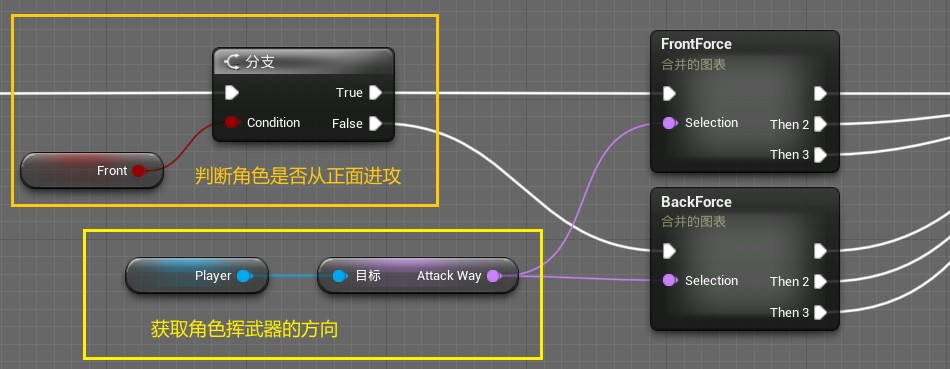 分支
True
Condition
False
Front
判断角色是否从正面进攻
FrontForce
合并的图表
Selection
Then 2
Then 3
BackForce
合并的图表
Selection
Then 2
Then 3
Player
目标
Attack Way
获取角色挥武器的方向